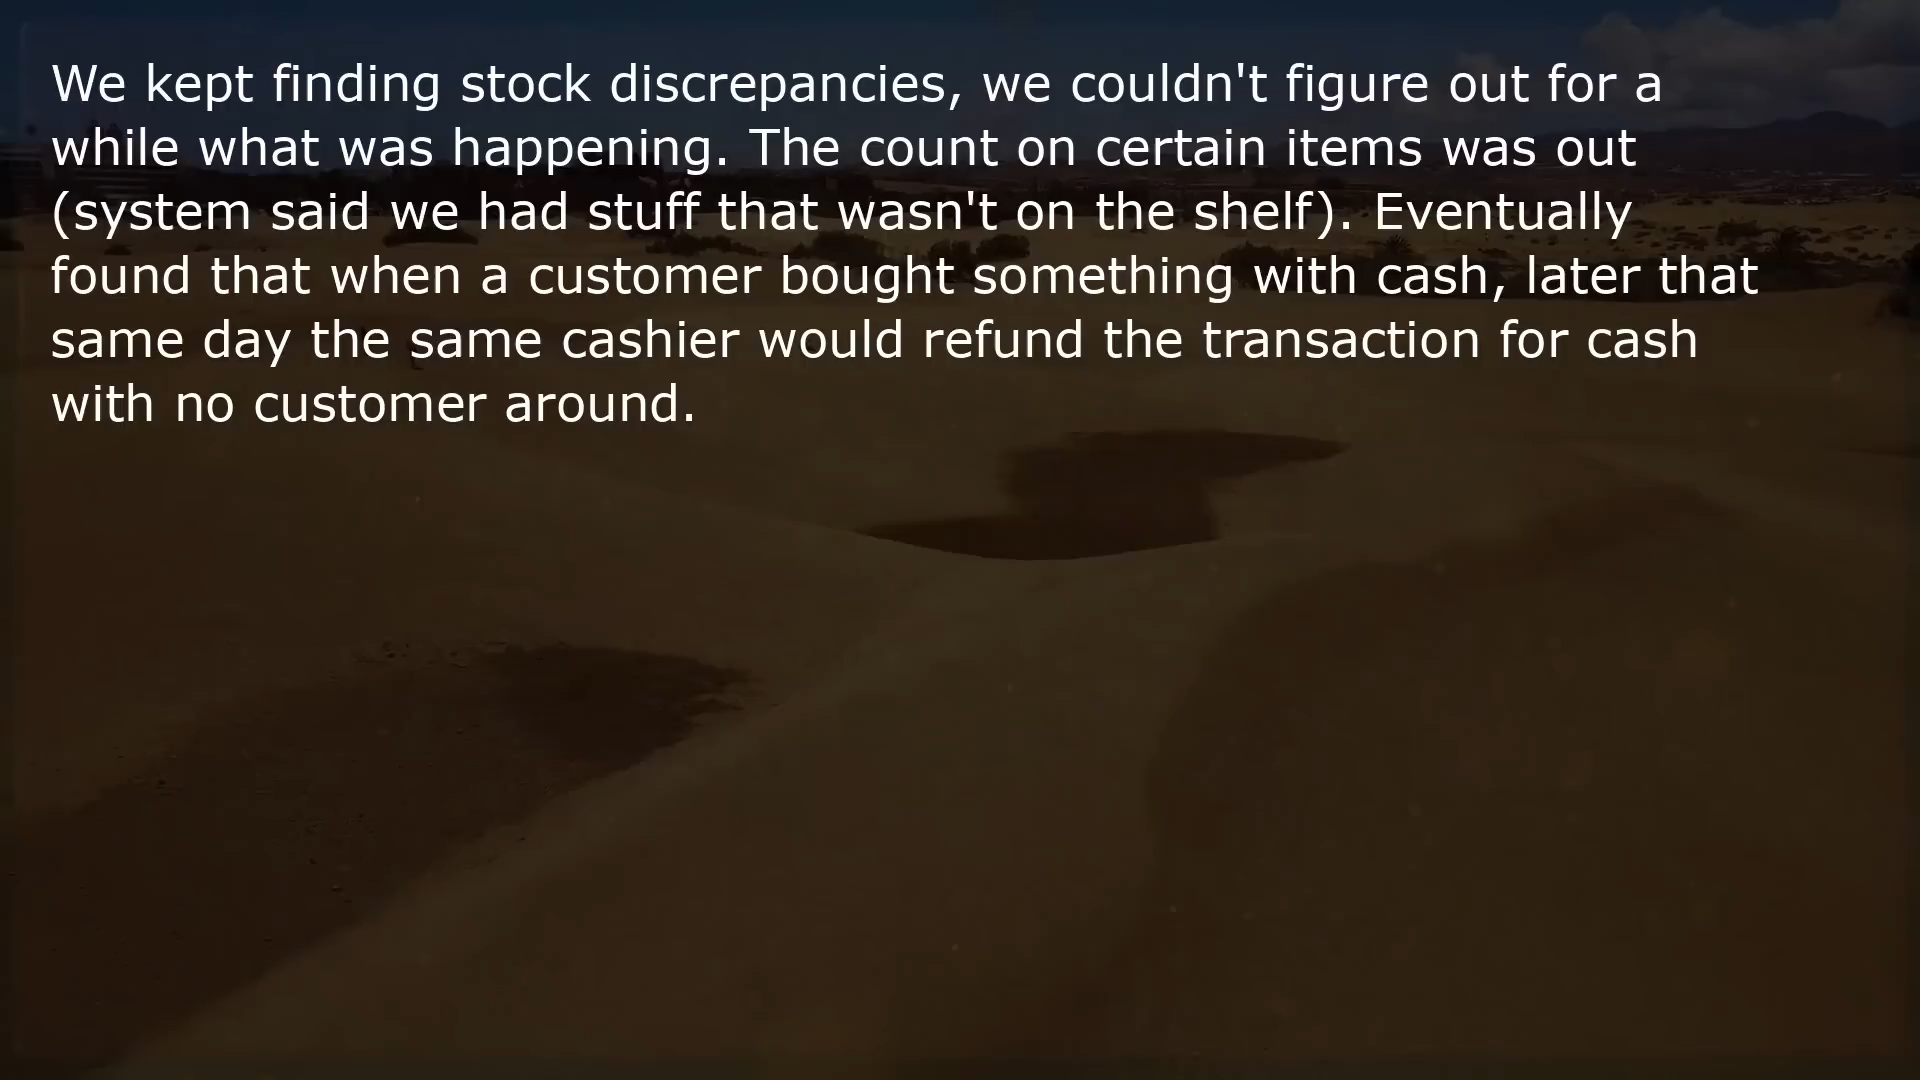 We kept finding stock discrepancies, we couldn't figure out for a
while what was happening. The count on certain items was out
(system said we had stuff that wasn't on the shelf). Eventually
found that when a customer bought something with cash, later that
same day the same cashier would refund the transaction for cash
with no customer around.